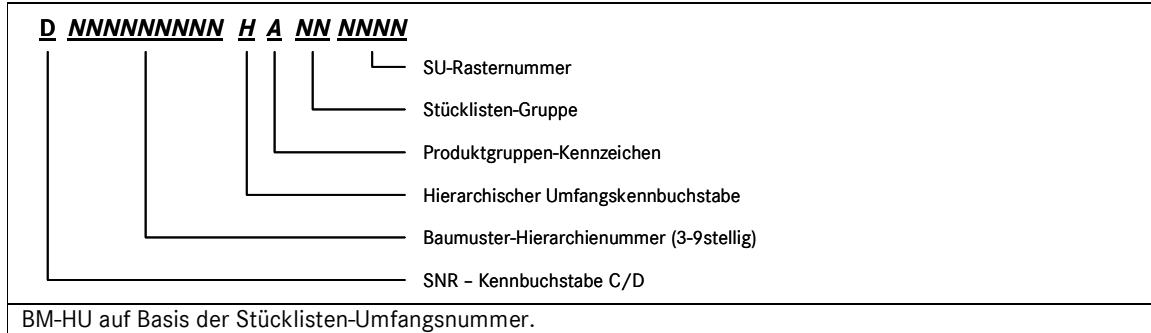 D NNNNNNNNN H A NN NNNN
SU-Rasternummer
Stücklisten-Gruppe
Produktgruppen-Kennzeichen
Hierarchischer Umfangskennbuchstabe
Baumuster-Hierarchienummer (3-9stellig)
SNR – Kennbuchstabe C/D
BM-HU auf Basis der Stücklisten-Umfangsnummer.